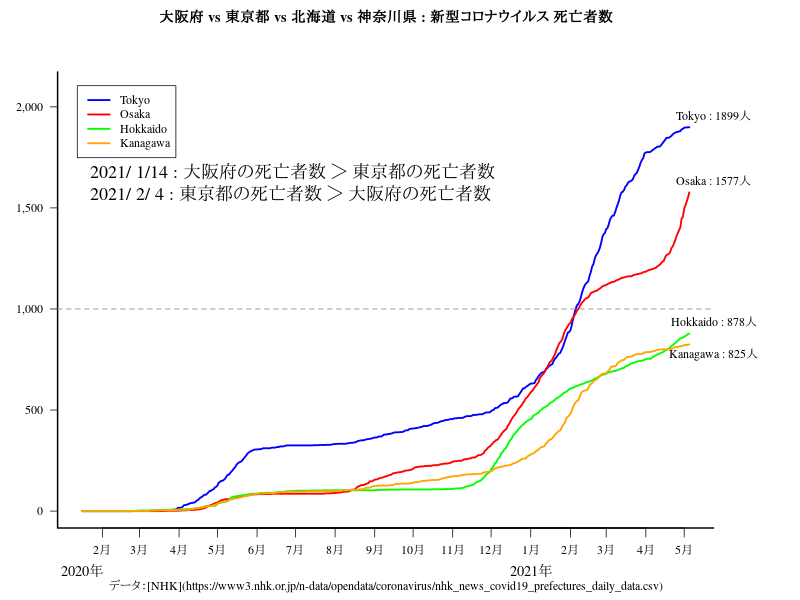 大阪府 vs 東京都 vs 北海道 vs 神奈川県 : 新型コロナウイルス 死亡者数
Tokyo
Osaka
Hokkaido
Kanagawa
2021/ 1/14 : 大阪府の死亡者数 ＞ 東京都の死亡者数
2021/ 2/ 4 : 東京都の死亡者数 ＞ 大阪府の死亡者数
2,000
1,500
1,000
500
0
Tokyo : 1899人
Osaka : 1577人
Hokkaido : 878人
Kanagawa : 825人
2月 3月 4月 5月 6月 7月 8月 9月 10月 11月 12月 1月 2月 3月 4月 5月
2020年 2021年
データ：[NHK](https://www3.nhk.or.jp/n-data/opendata/coronavirus/nhk_news_covid19_prefectures_daily_data.csv)